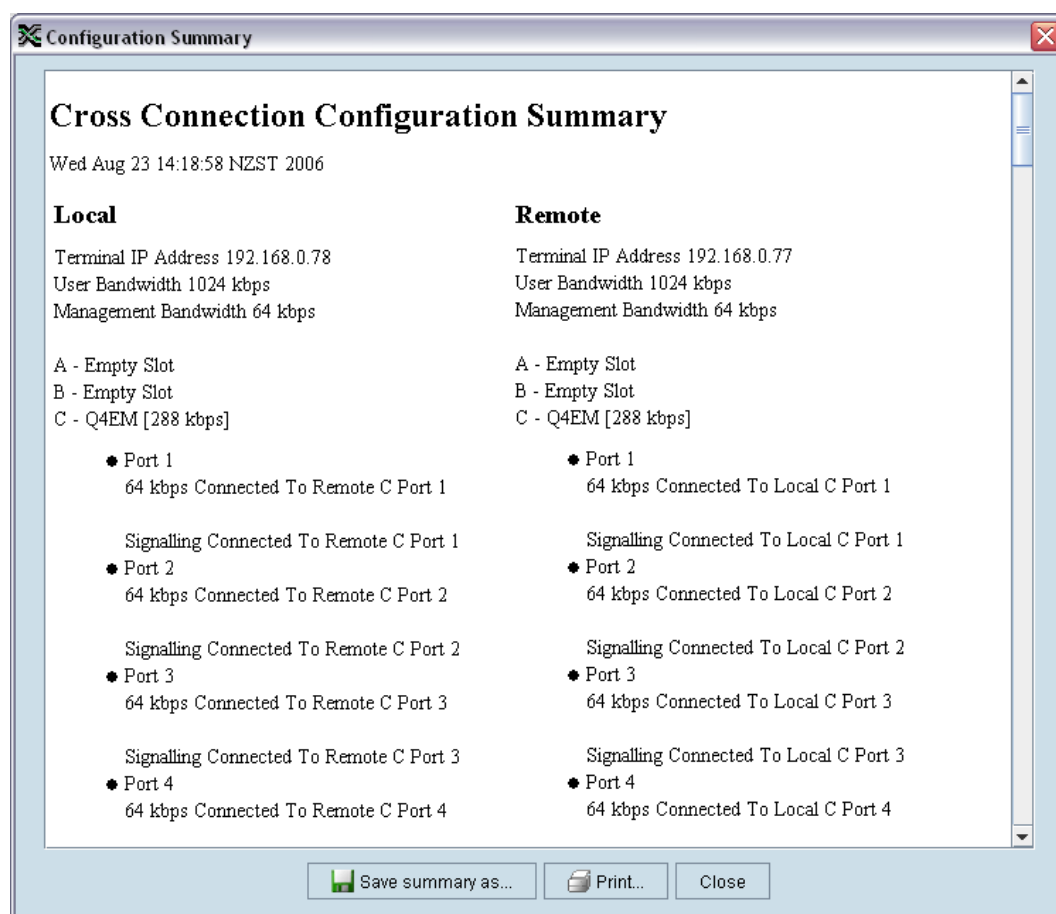 Configuration Summary
Cross Connection Configuration Summary
Wed Aug 23 14:18:58 NZST 2006
Local
Terminal IP Address 192.168.0.78
User Bandwidth 1024 kbps
Management Bandwidth 64 kbps
A - Empty Slot
B - Empty Slot
C - Q4EM [288 kbps]
● Port 1
64 kbps Connected To Remote C Port 1
Signalling Connected To Remote C Port 1
● Port 2
64 kbps Connected To Remote C Port 2
Signalling Connected To Remote C Port 2
● Port 3
64 kbps Connected To Remote C Port 3
Signalling Connected To Remote C Port 3
● Port 4
64 kbps Connected To Remote C Port 4
Remote
Terminal IP Address 192.168.0.77
User Bandwidth 1024 kbps
Management Bandwidth 64 kbps
A - Empty Slot
B - Empty Slot
C - Q4EM [288 kbps]
● Port 1
64 kbps Connected To Local C Port 1
Signalling Connected To Local C Port 1
● Port 2
64 kbps Connected To Local C Port 2
Signalling Connected To Local C Port 2
● Port 3
64 kbps Connected To Local C Port 3
Signalling Connected To Local C Port 3
● Port 4
64 kbps Connected To Local C Port 4
Save summary as...
Print...
Close